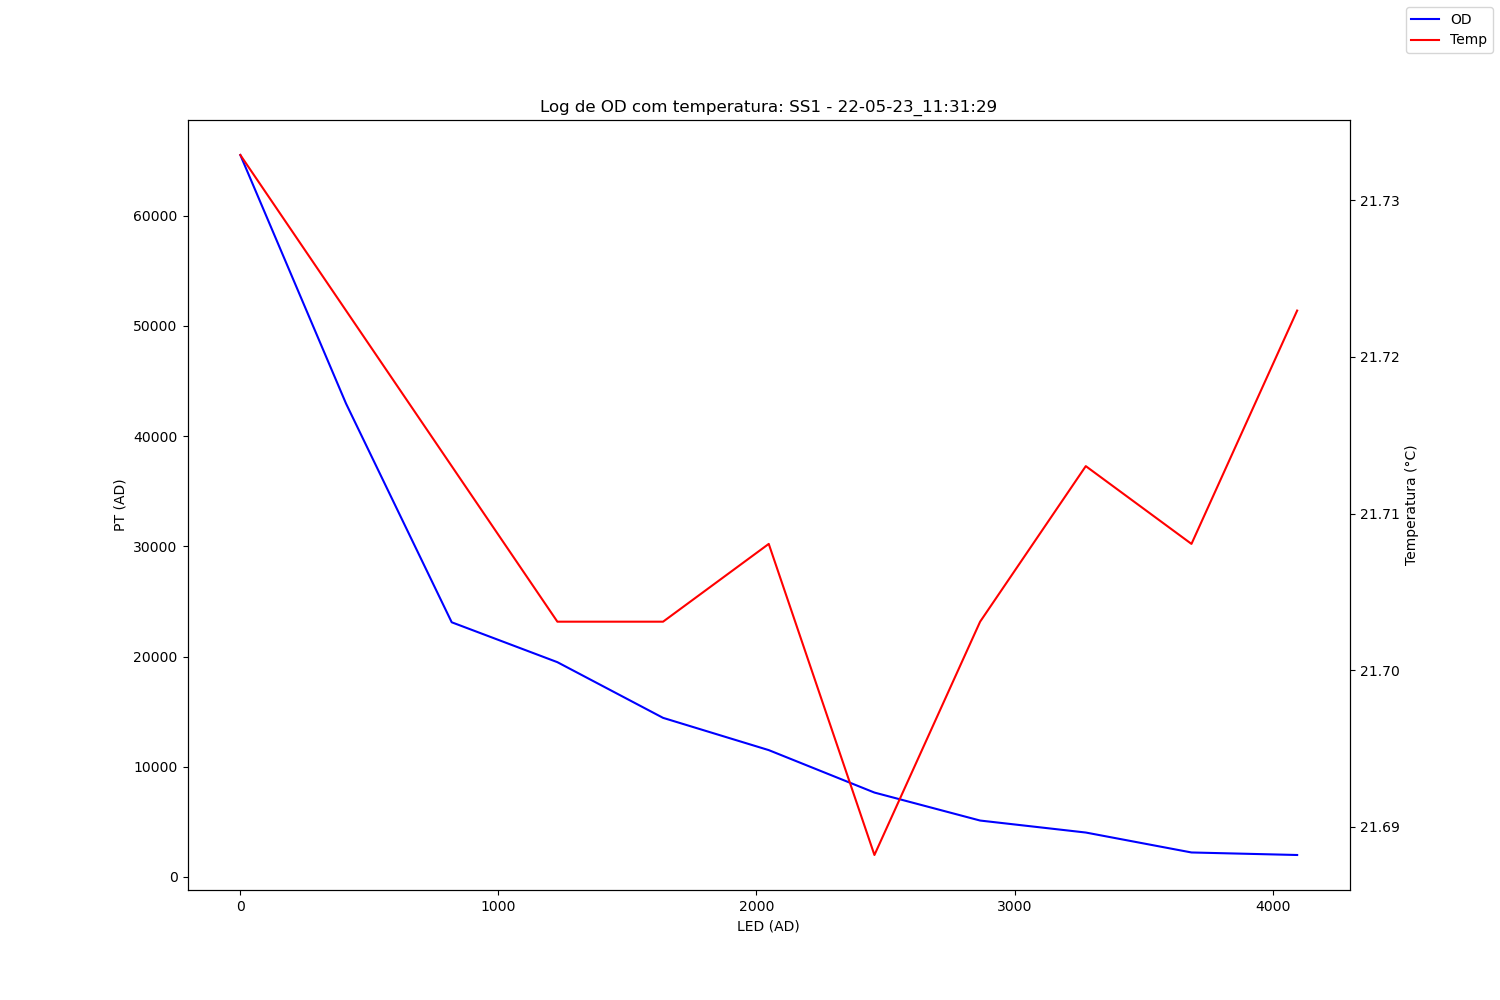 OD
Temp
Log de OD com temperatura: SS1 - 22-05-23_11:31:29
60000
50000
40000
30000
20000
10000
0
PT (AD)
21.73
21.72
21.71
21.70
21.69
Temperatura (°C)
0 1000 2000 3000 4000
LED (AD)